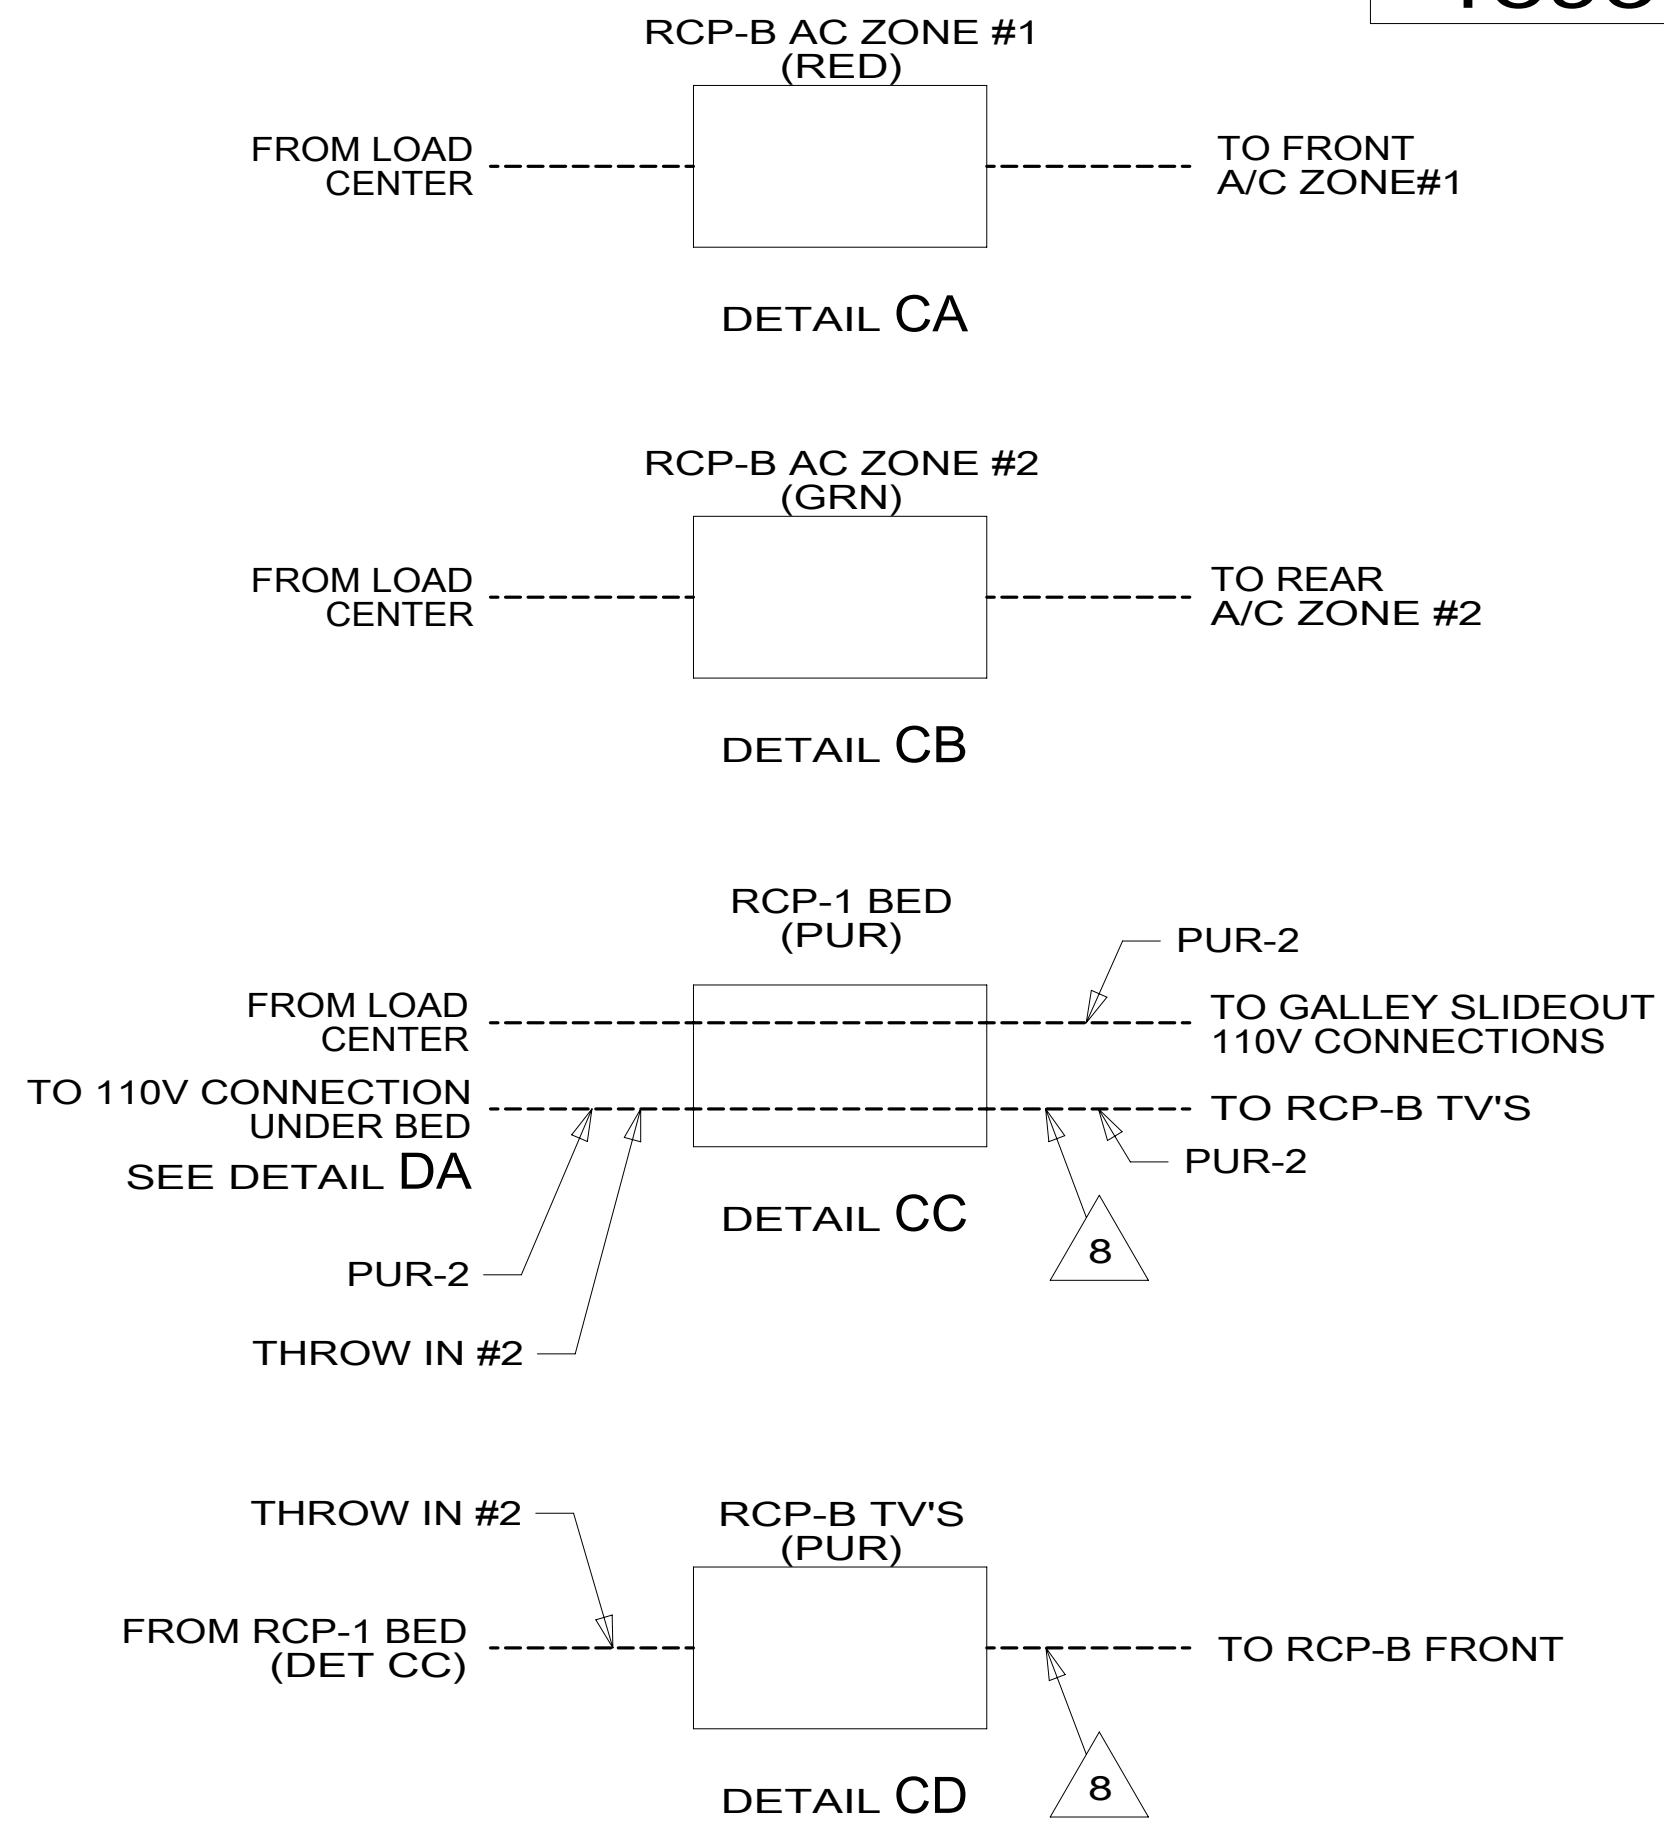 RCP-B AC ZONE #1
(RED)
FROM LOAD
CENTER
TO FRONT
A/C ZONE#1
DETAIL CA
RCP-B AC ZONE #2
(GRN)
FROM LOAD
CENTER
TO REAR
A/C ZONE #2
DETAIL CB
RCP-1 BED
(PUR)
PUR-2
FROM LOAD
CENTER
TO GALLEY SLIDEOUT
110V CONNECTIONS
TO 110V CONNECTION
UNDER BED
SEE DETAIL DA
TO RCP-B TV'S
PUR-2
DETAIL CC
8
PUR-2
THROW IN #2
THROW IN #2
RCP-B TV'S
(PUR)
FROM RCP-1 BED
(DET CC)
TO RCP-B FRONT
8
DETAIL CD